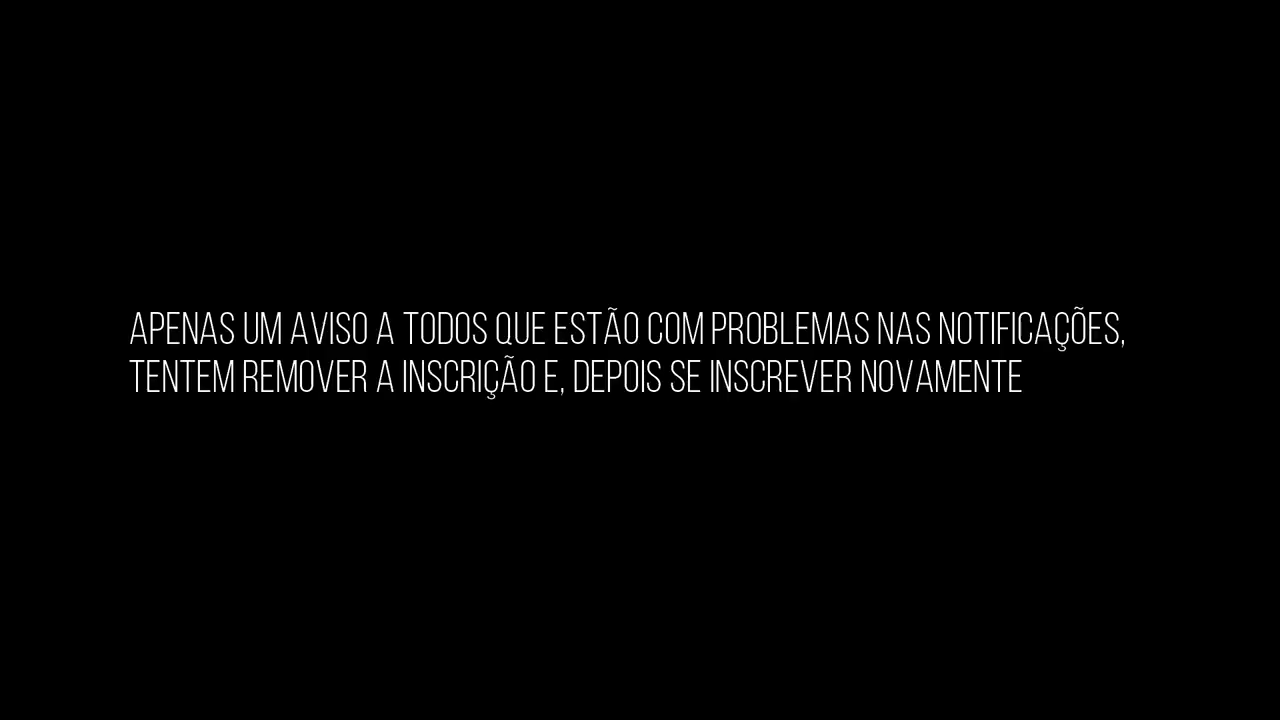 APENAS UM AVISO A TODOS QUE ESTÃO COM PROBLEMAS NAS NOTIFICAÇÕES,
TENTEM REMOVER A INSCRIÇÃO E, DEPOIS SE INSCREVER NOVAMENTE